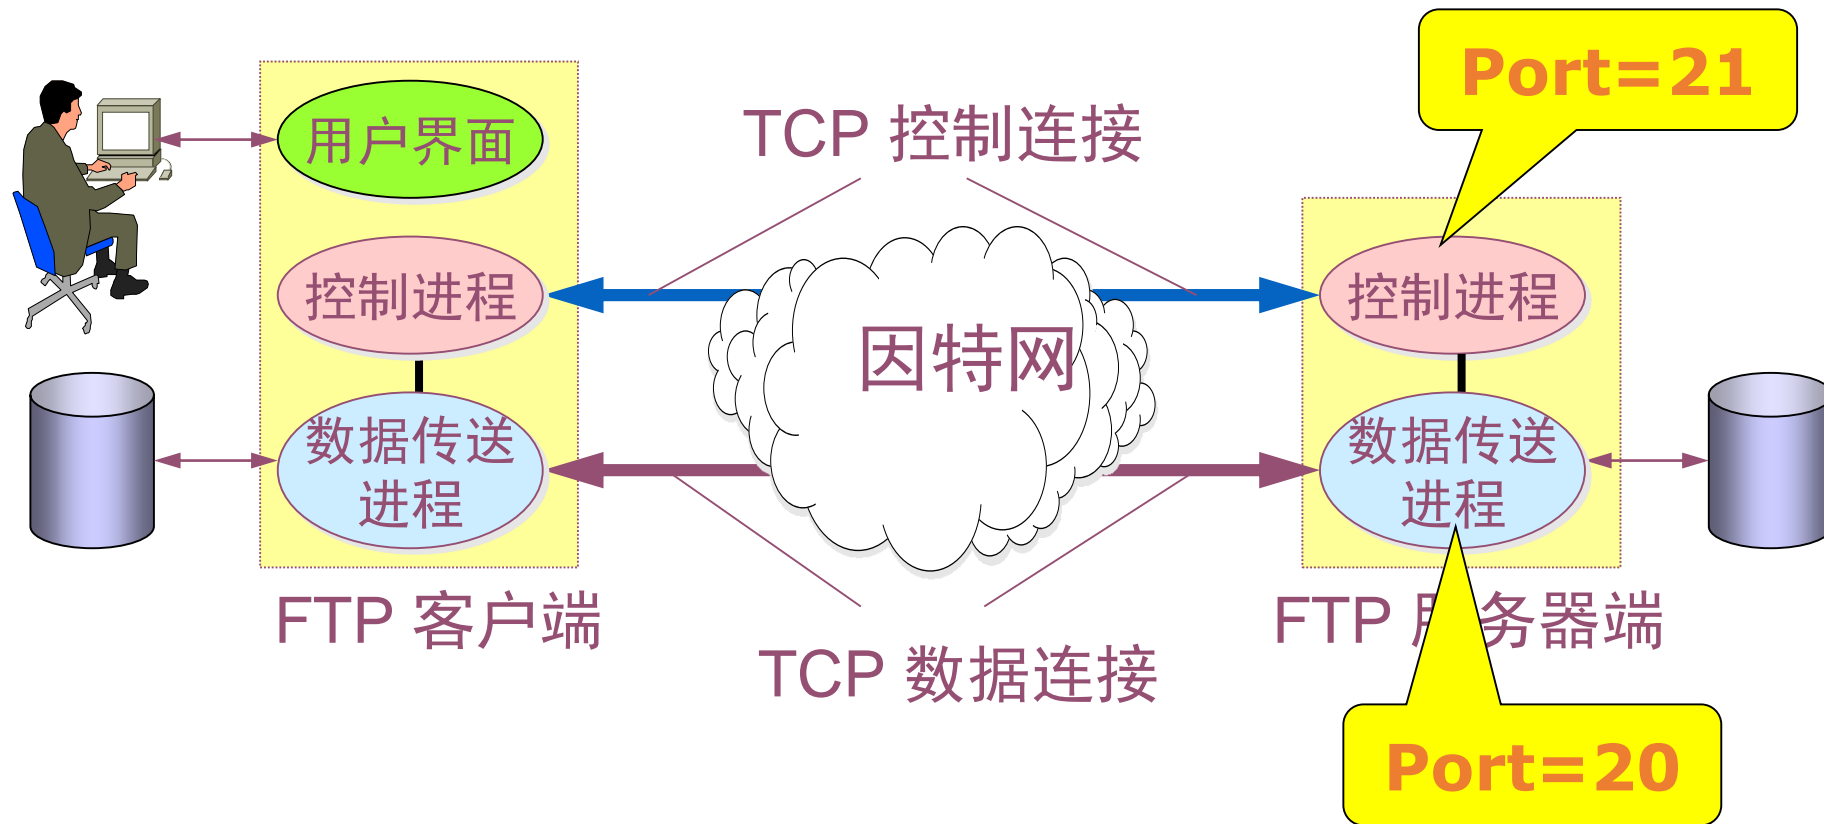 Port=21
TCP 控制连接
用户界面
控制进程
因特网
控制进程
数据传送
进程
数据传送
进程
FTP 客户端
FTP 务器端
TCP 数据连接
Port=20